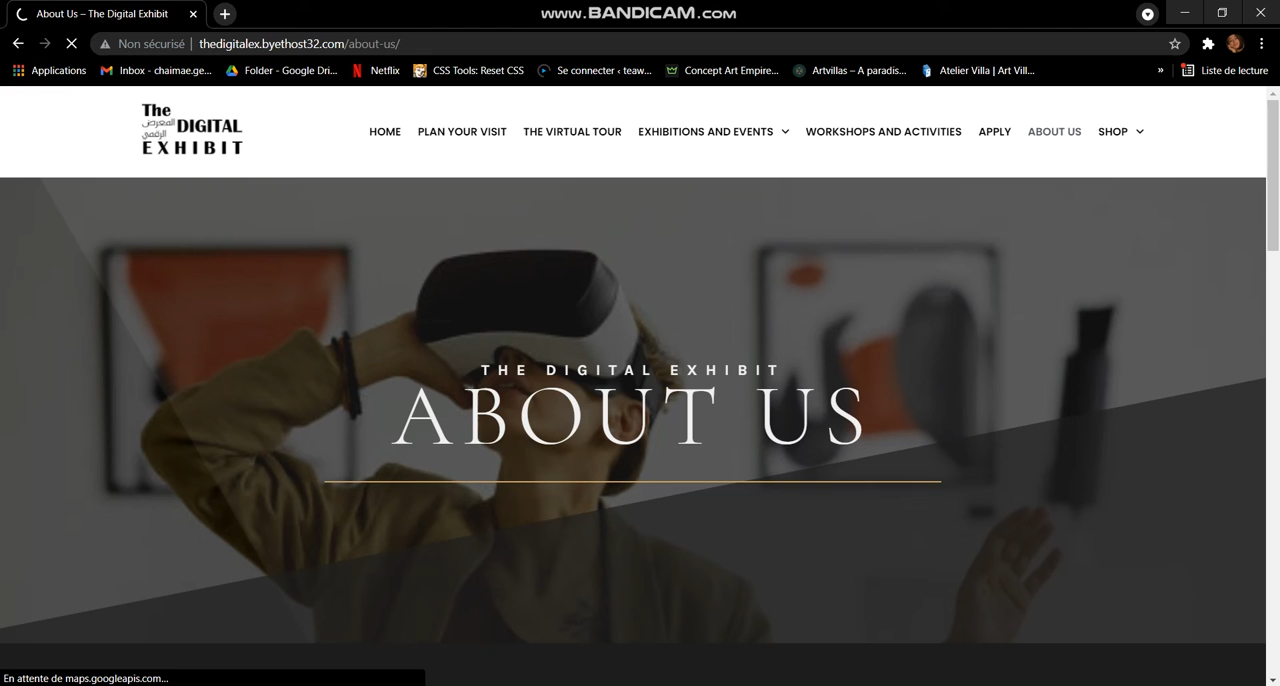 About Us – The Digital Exhibit
www.BANDICAM.com
Non sécurisé | thedigitalex.byethost32.com/about-us/
Applications
Inbox - chaimae.ge...
Folder - Google Dri...
Netflix
CSS Tools: Reset CSS
Se connecter ‹ teaw...
Concept Art Empire...
Artvillas – A paradis...
Atelier Villa | Art Vill...
»
Liste de lecture
The
المعرض
الرقمي
DIGITAL
EXHIBIT
HOME
PLAN YOUR VISIT
THE VIRTUAL TOUR
EXHIBITIONS AND EVENTS
WORKSHOPS AND ACTIVITIES
APPLY
ABOUT US
SHOP
THE DIGITAL EXHIBIT
ABOUT US
En attente de maps.googleapis.com...